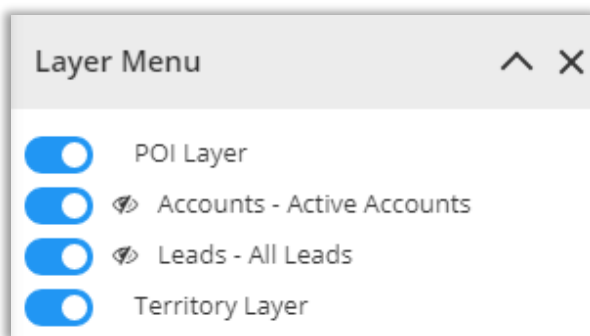 Layer Menu
POI Layer
Accounts - Active Accounts
Leads - All Leads
Territory Layer